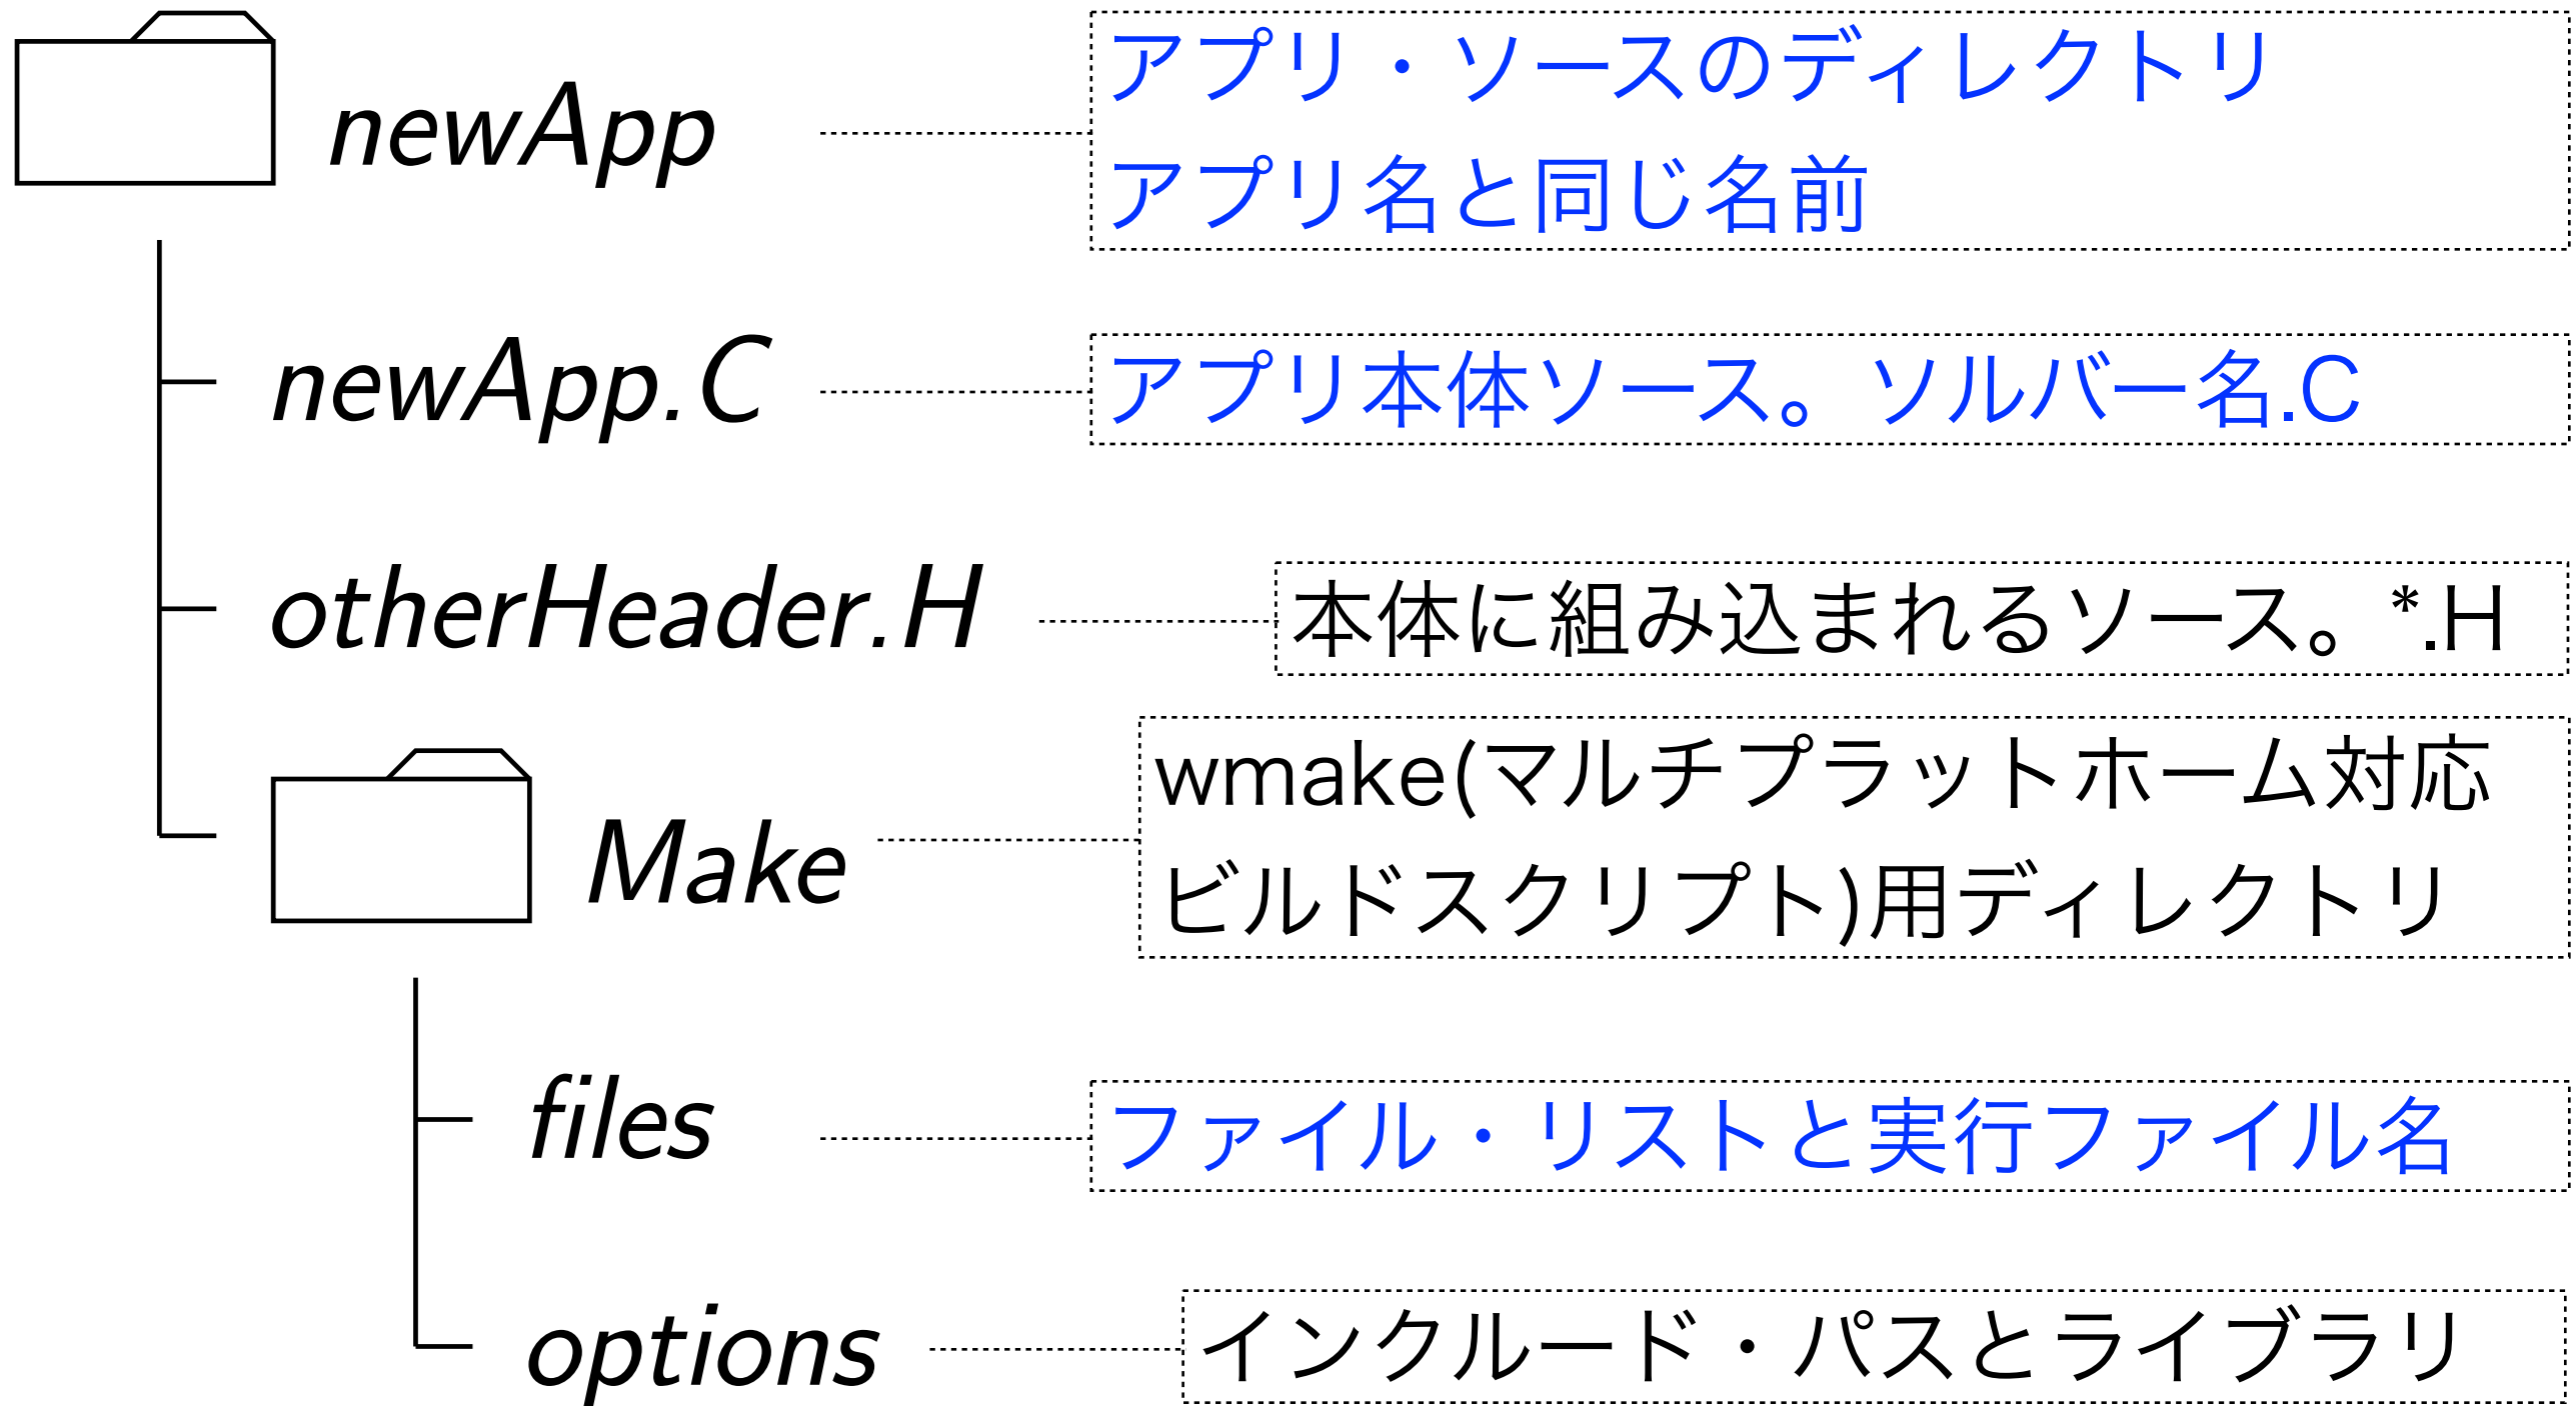 newApp
アプリ・ソースのディレクトリ
アプリ名と同じ名前
newApp.C
アプリ本体ソース。ソルバー名.C
otherHeader.H
本体に組み込まれるソース。*.H
Make
wmake(マルチプラットホーム対応
ビルドスクリプト)用ディレクトリ
files
ファイル・リストと実行ファイル名
options
インクルード・パスとライブラリ